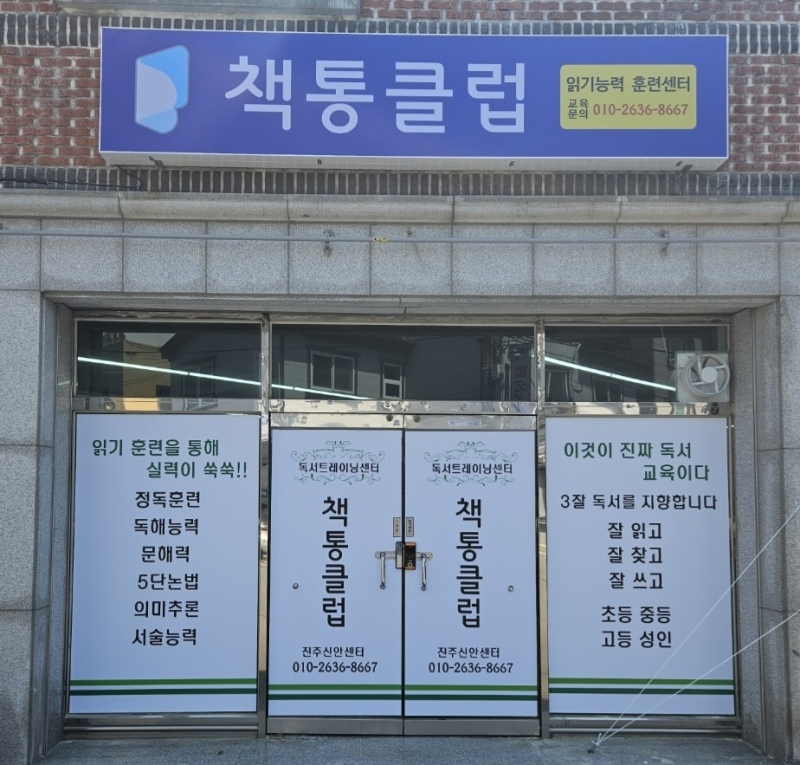 책통클럽
읽기능력 훈련센터
교육
문의 010-2636-8667
읽기 훈련을 통해
실력이 쑥쑥!!
정독훈련
독해능력
문해력
5단논법
의미추론
서술능력
독서트레이닝센터
책통클럽
진주신안센터
010-2636-8667
독서트레이닝센터
책통클럽
진주신안센터
010-2636-8667
이것이 진짜 독서
교육이다
3잘 독서를 지향합니다
잘 읽고
잘 찾고
잘 쓰고
초등 중등
고등 성인